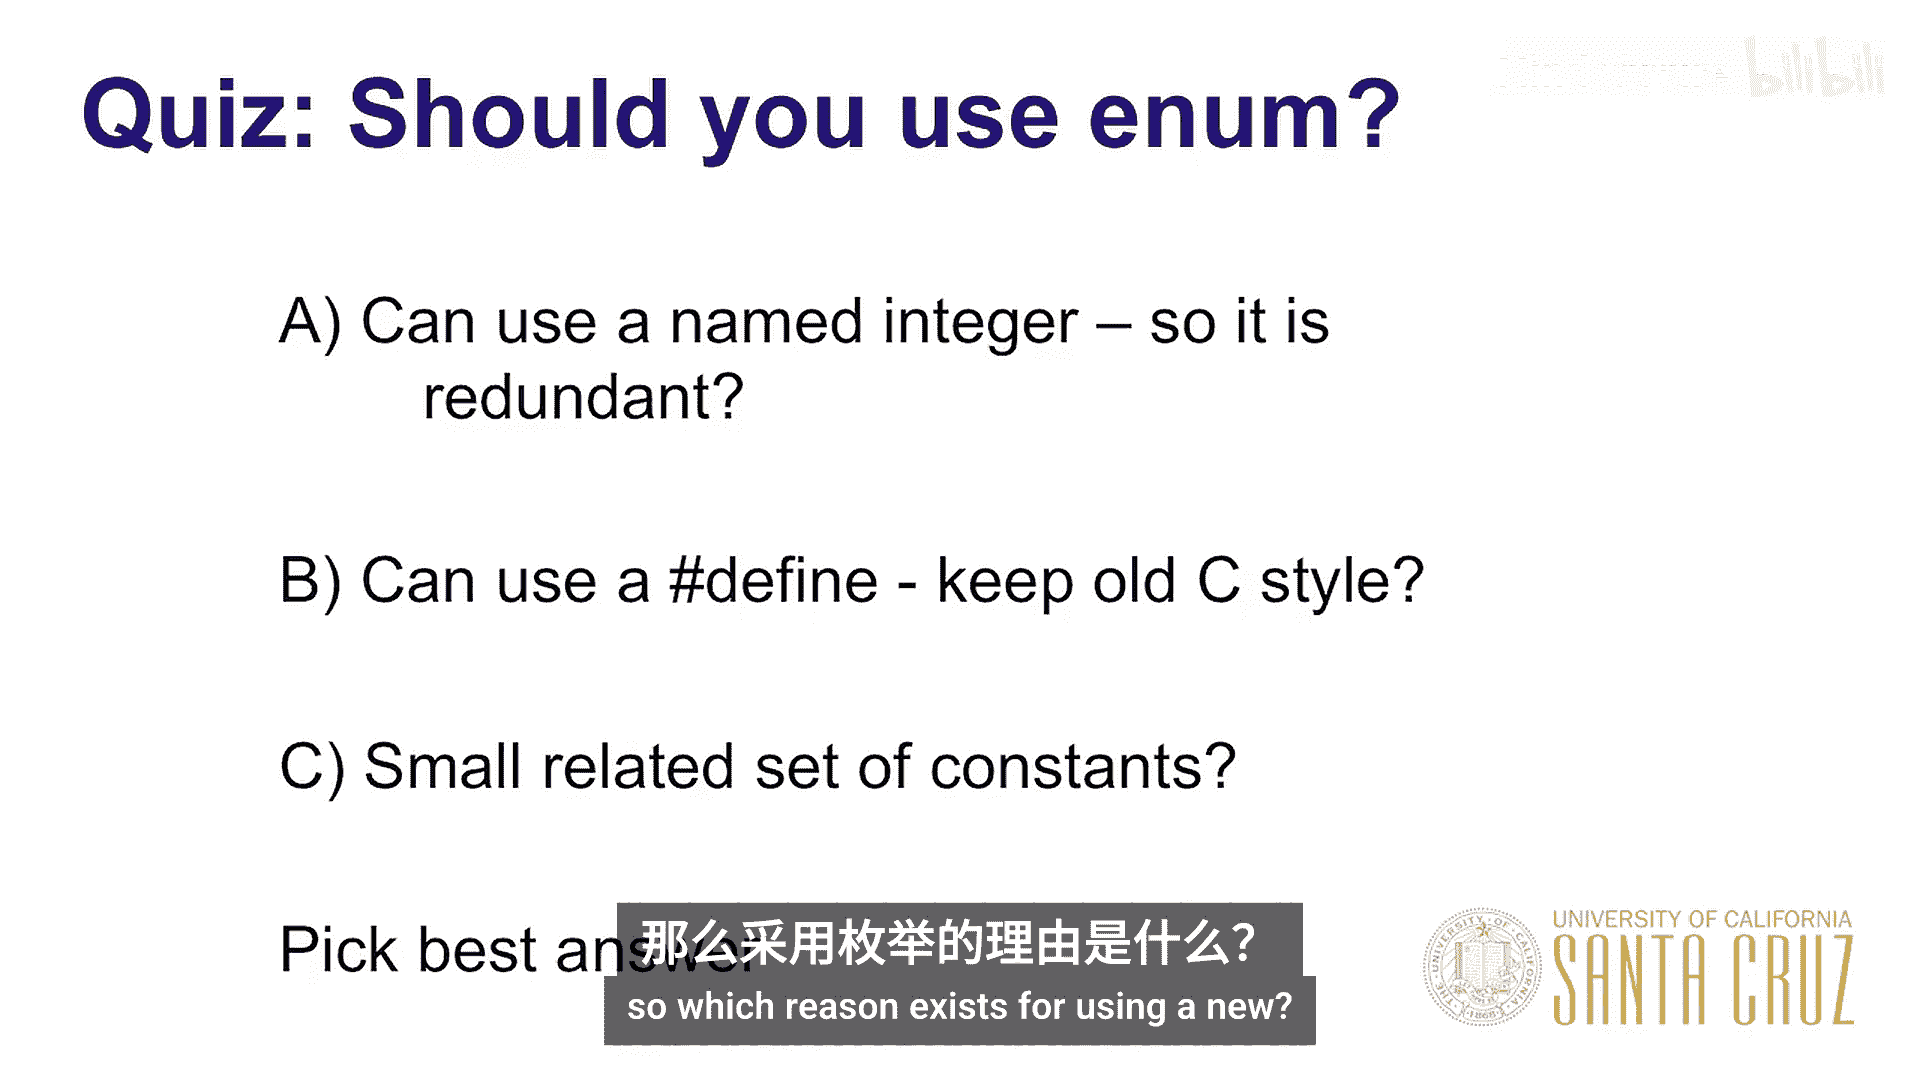 bilibili
Quiz: Should you use enum?
A) Can use a named integer – so it is
redundant?
B) Can use a #define - keep old C style?
C) Small related set of constants?
Pick best answer
那么采用枚举的理由是什么?
so which reason exists for using a new?
UNIVERSITY OF CALIFORNIA
SANTA CRUZ